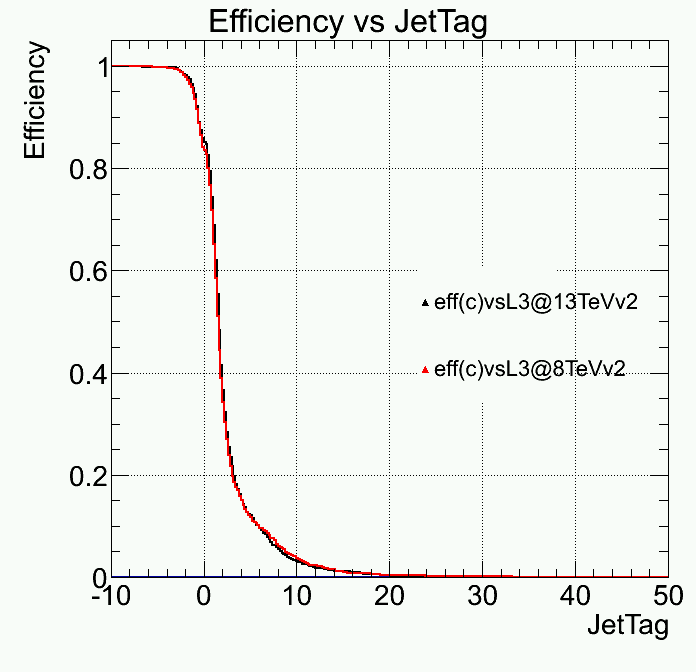 Efficiency vs JetTag
Efficiency
1
0.8
0.6
eff(c)vsL3@13TeVv2
0.4
eff(c)vsL3@8TeVv2
0.2
0
-10 0 10 20 30 40 50
JetTag